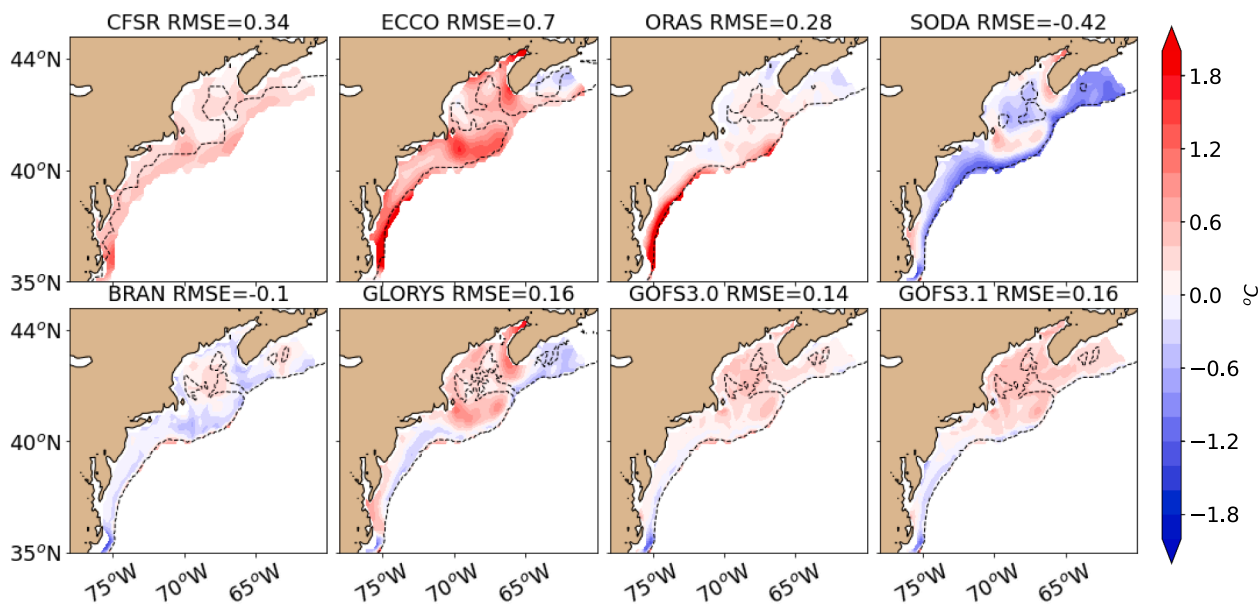 CFSR RMSE=0.34 ECCO RMSE=0.7 ORAS RMSE=0.28 SODA RMSE=-0.42
44°N
40°N
35°N
1.8
1.2
0.6
0.0
−0.6
−1.2
−1.8
°C
BRAN RMSE=-0.1 GLORYS RMSE=0.16 GOFS3.0 RMSE=0.14 GOFS3.1 RMSE=0.16
44°N
40°N
35°N
75°W 70°W 65°W 75°W 70°W 65°W 75°W 70°W 65°W 75°W 70°W 65°W